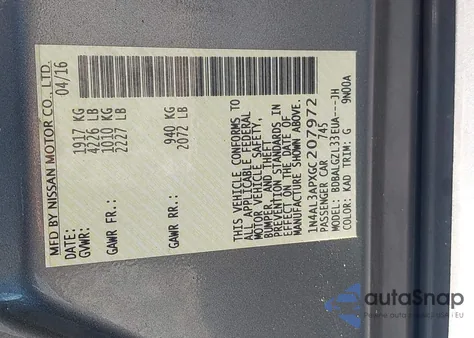 MFD BY NISSAN MOTOR CO., LTD.
DATE: 04/16
GVWR: 1917 KG
4226 LB
GAWR FR.: 1010 KG
2227 LB
GAWR RR.: 940 KG
2072 LB
THIS VEHICLE CONFORMS TO
ALL APPLICABLE FEDERAL
MOTOR VEHICLE SAFETY,
BUMPER, AND THEFT
PREVENTION STANDARDS IN
EFFECT ON THE DATE OF
MANUFACTURE SHOWN ABOVE.
1N4AL3APXGC207972
PASSENGER CAR 745
MODEL: BDBALGZL33EUA---JH
COLOR: KAD TRIM: G 9N00A
autoSnap